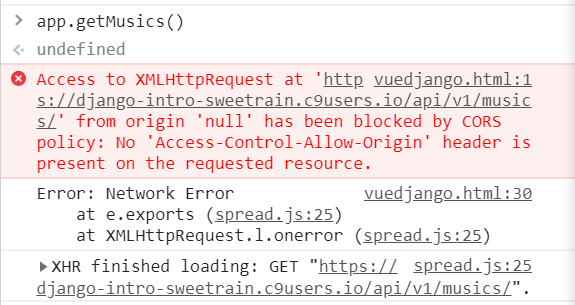 > app.getMusics()
< undefined
Access to XMLHttpRequest at 'http vuedjango.html:1
s://django-intro-sweetrain.c9users.io/api/v1/music
s/' from origin 'null' has been blocked by CORS
policy: No 'Access-Control-Allow-Origin' header is
present on the requested resource.
Error: Network Error vuedjango.html:30
at e.exports (spread.js:25)
at XMLHttpRequest.l.onerror (spread.js:25)
XHR finished loading: GET "https:// spread.js:25
django-intro-sweetrain.c9users.io/api/v1/musics/".